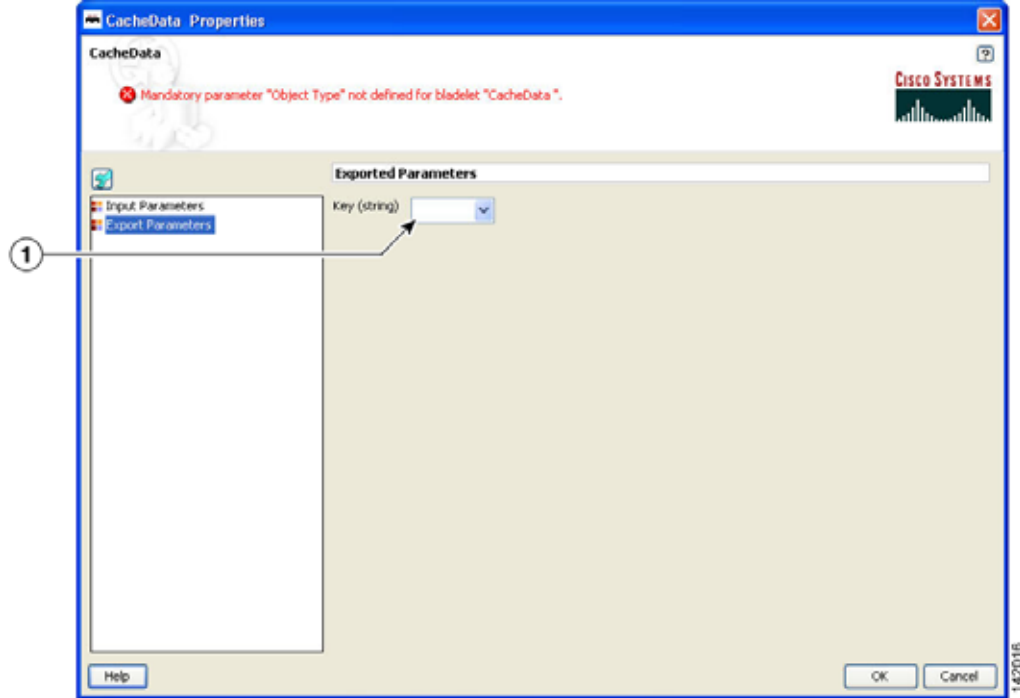 CacheData Properties
CacheData
Mandatory parameter "Object Type" not defined for bladelet "CacheData ".
CISCO SYSTEMS
Exported Parameters
Input Parameters
Export Parameters
Key (string)
1
Help
OK
Cancel
142016